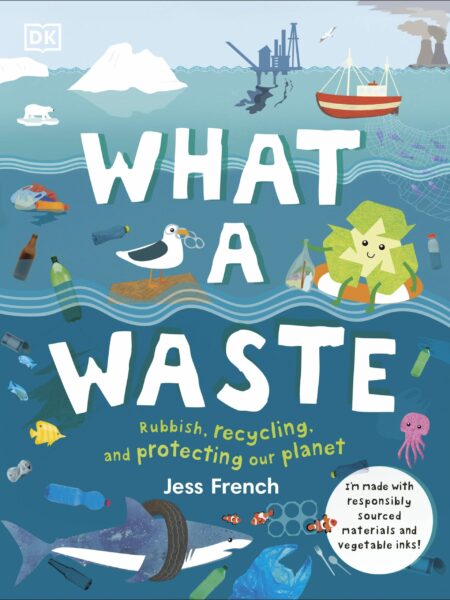 DK
WHAT
A
WASTE
Rubbish, recycling,
and protecting our planet
Jess French
I'm made with
responsibly
sourced
materials and
vegetable inks!